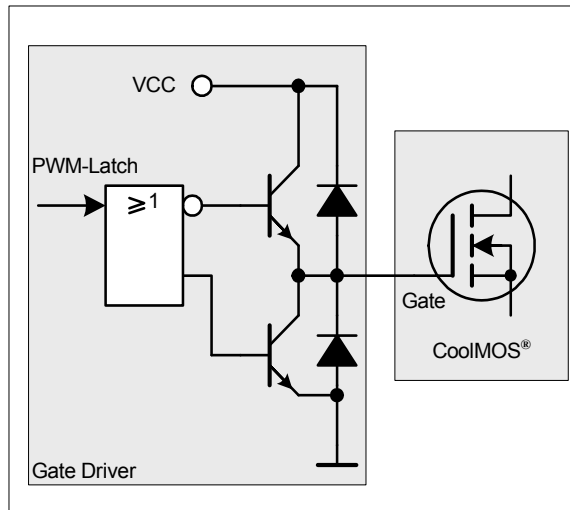 VCC
PWM-Latch
≥1
Gate
CoolMOS®
Gate Driver